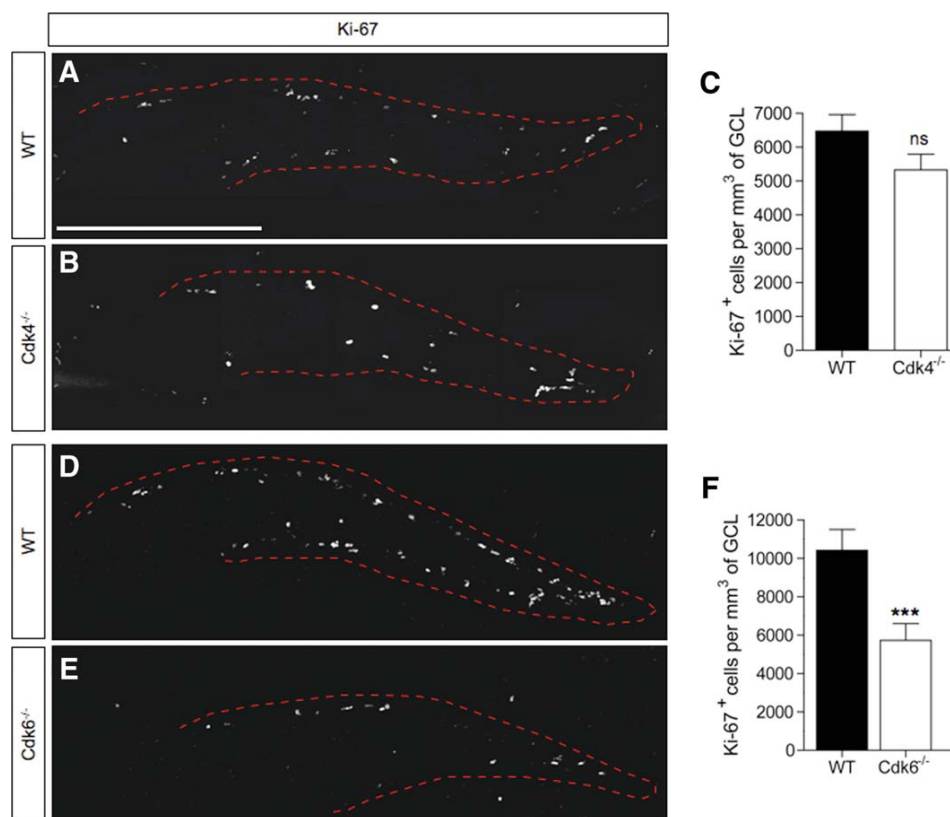 Ki-67
WT
A
Cdk4-/-
B
C
Ki-67 + cells per mm3 of GCL
7000
6000
5000
4000
3000
2000
1000
0
ns
WT Cdk4-/-
WT
D
Cdk6-/-
E
F
Ki-67 + cells per mm3 of GCL
12000
10000
8000
6000
4000
2000
0
***
WT Cdk6-/-